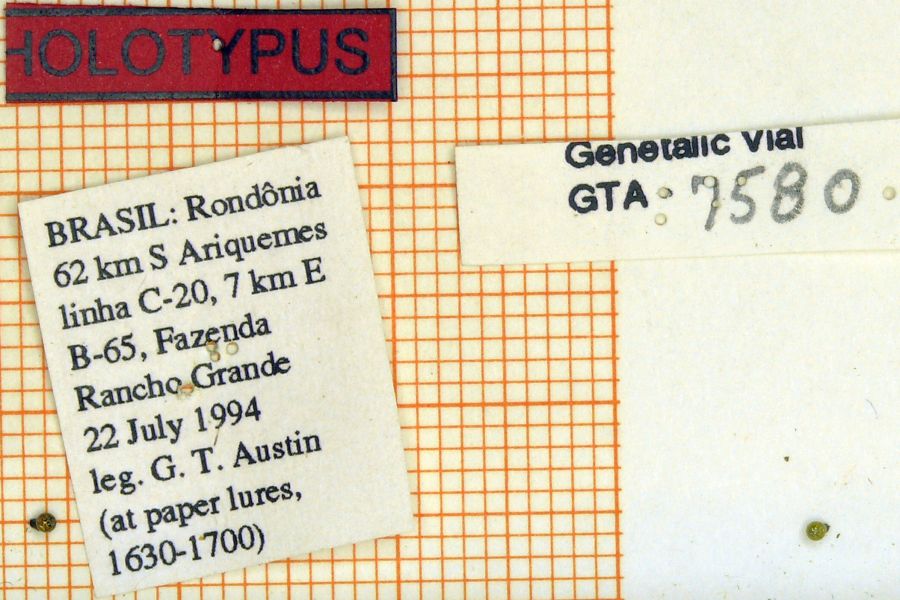 HOLOTYPUS
BRASIL: Rondônia
62 km S Ariquemes
linha C-20, 7 km E
B-65, Fazenda
Rancho Grande
22 July 1994
leg. G. T. Austin
(at paper lures,
1630-1700)
Genetalic Vial
GTA - 7580